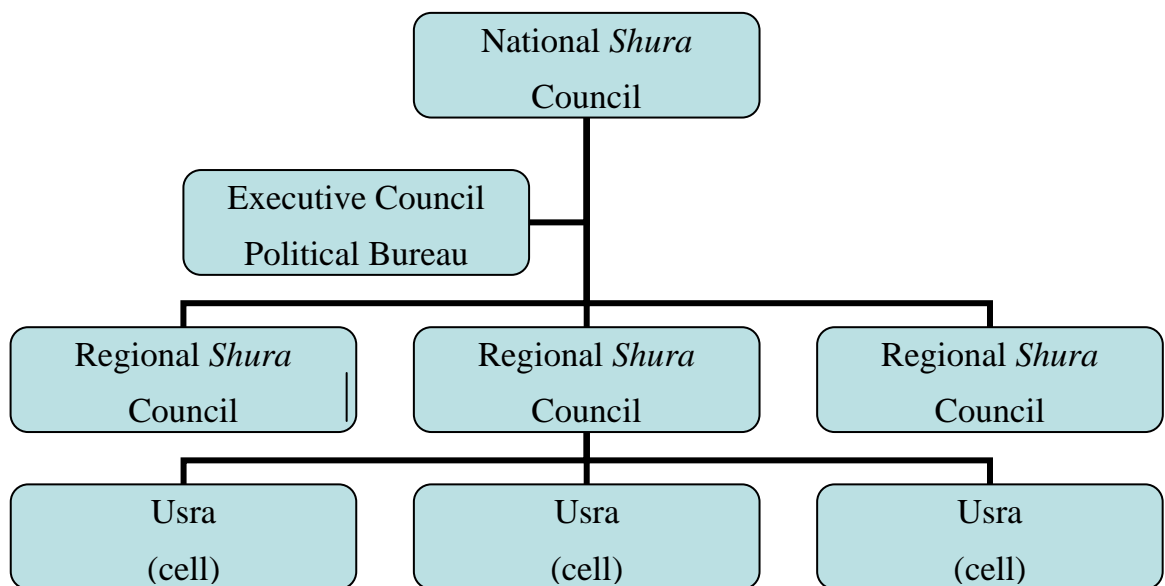 National Shura
Council
Executive Council
Political Bureau
Regional Shura
Council
Regional Shura
Council
Regional Shura
Council
Usra
(cell)
Usra
(cell)
Usra
(cell)